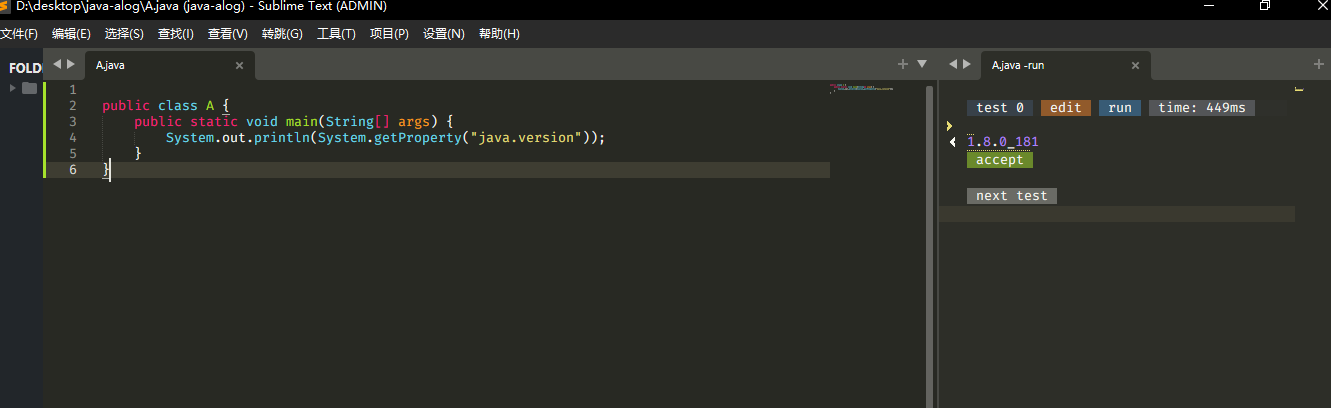 D:\desktop\java-alog\A.java (java-alog) - Sublime Text (ADMIN)
文件(F) 编辑(E) 选择(S) 查找(I) 查看(V) 转跳(G) 工具(T) 项目(P) 设置(N) 帮助(H)
FOLD
A.java
1
2 public class A {
3 public static void main(String[] args) {
4 System.out.println(System.getProperty("java.version"));
5 }
6 }
A.java -run
test 0 edit run time: 449ms
1.8.0_181
accept
next test